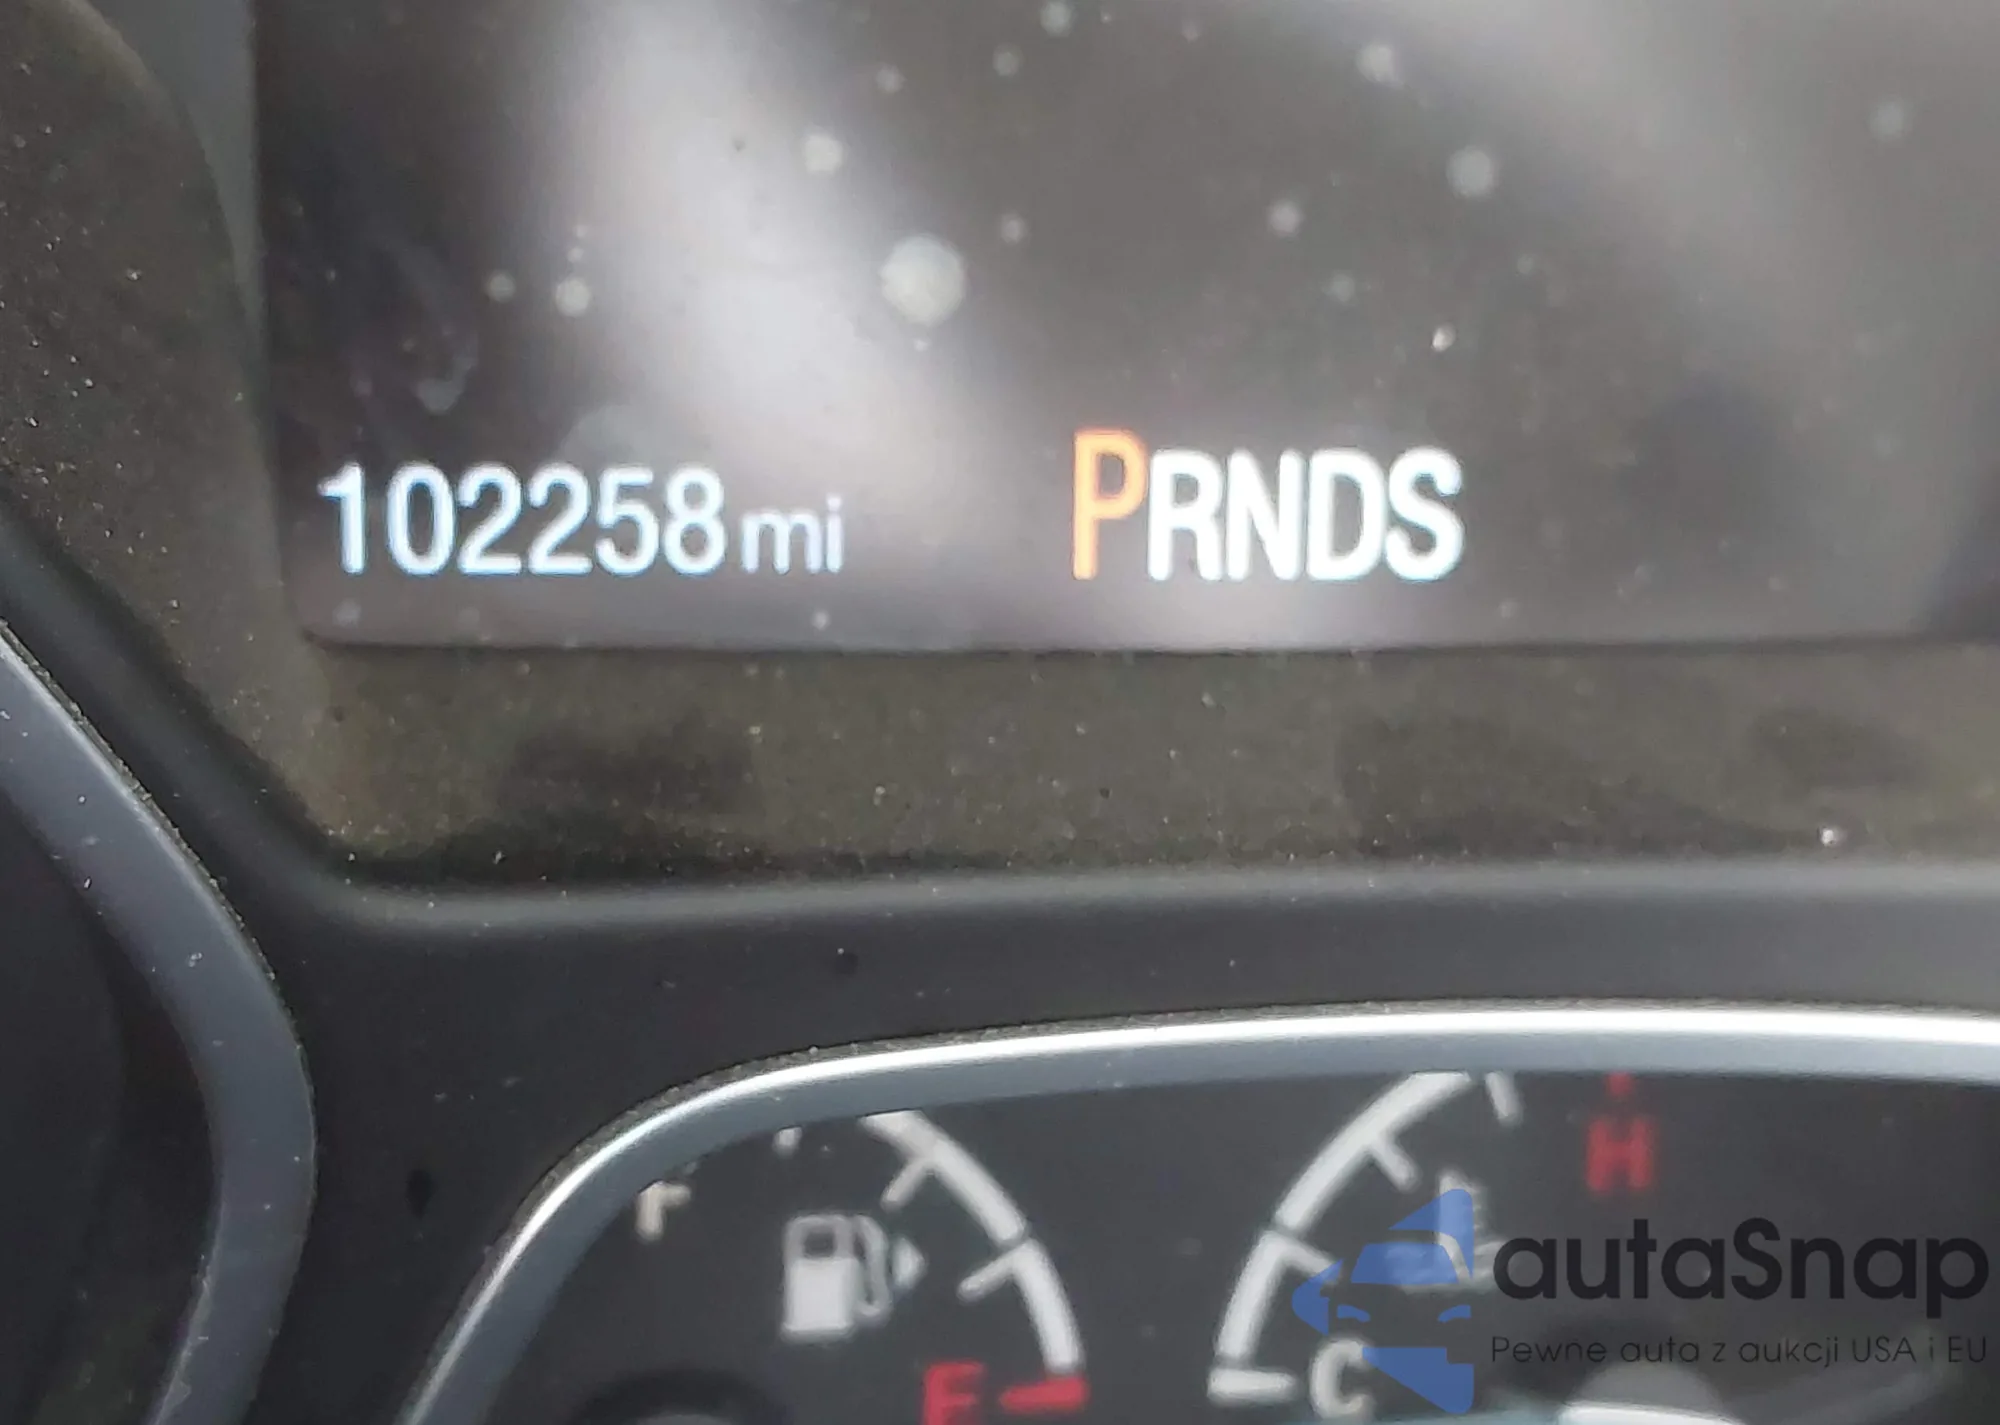 102258 mi PRNDS
H
F
E
C
autaSnap
Pewne auta z aukcji USA i EU